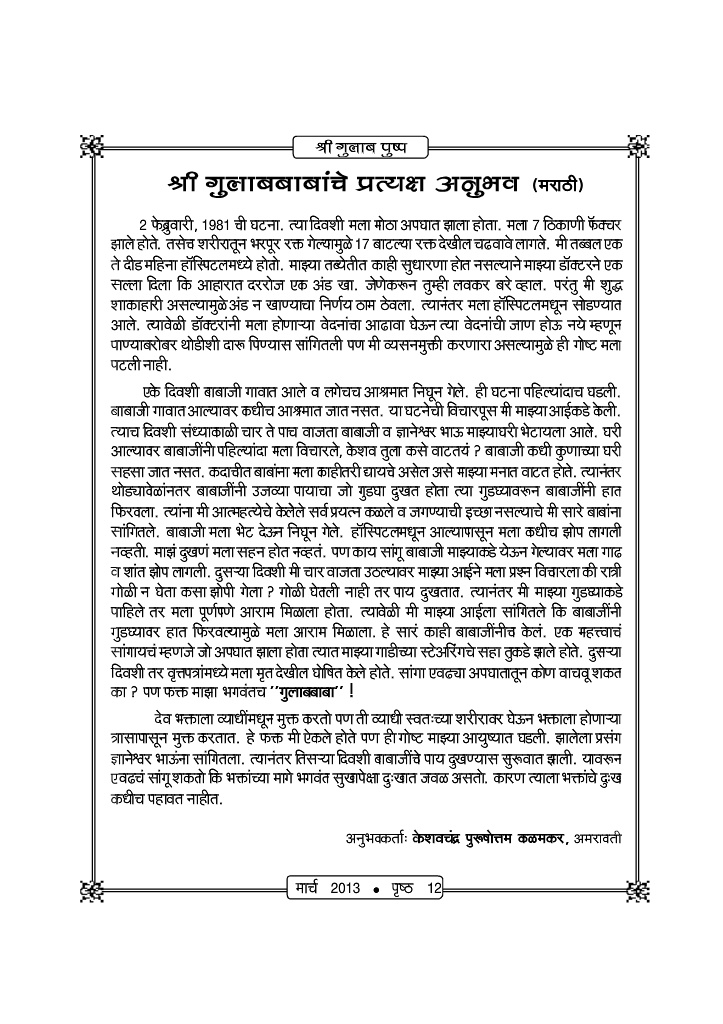 श्री गुलाब पुष्प
श्री गुलाबबाबांचे प्रत्यक्ष अनुभव (मराठी)
2 फेब्रुवारी, 1981 ची घटना. त्या दिवशी मला मोठा अपघात झाला होता. मला 7 ठिकाणी फॅक्चर
झाले होते. तसेच शरीरातून भरपूर रक्त गेल्यामुळे 17 बाटल्या रक्त देखील चढवावे लागले. मी तब्बल एक
ते दीड महिना हॉस्पिटलमध्ये होतो. माझ्या तब्येतीत काही सुधारणा होत नसल्याने माझ्या डॉक्टरने एक
सल्ला दिला कि आहारात दररोज एक अंड खा. जेणेकरून तुम्ही लवकर बरे व्हाल. परंतु मी शुद्ध
शाकाहारी असल्यामुळे अंड न खाण्याचा निर्णय ठाम ठेवला. त्यानंतर मला हॉस्पिटलमधून सोडण्यात
आले. त्यावेळी डॉक्टरांनी मला होणाऱ्या वेदनांचा आढावा घेऊन त्या वेदनांची जाण होऊ नये म्हणून
पाण्याबरोबर थोडीशी दारू पिण्यास सांगितली पण मी व्यसनमुक्ती करणारा असल्यामुळे ही गोष्ट मला
पटली नाही.
एके दिवशी बाबाजी गावात आले व लगेचच आश्रमात निघून गेले. ही घटना पहिल्यांदाच घडली.
बाबाजी गावात आल्यावर कधीच आश्रमात जात नसत. या घटनेची विचारपूस मी माझ्या आईकडे केली.
त्याच दिवशी संध्याकाळी चार ते पाच वाजता बाबाजी व ज्ञानेश्वर भाऊ माझ्याघरी भेटायला आले. घरी
आल्यावर बाबाजींनी पहिल्यांदा मला विचारले, केशव तुला कसे वाटतयं ? बाबाजी कधी कुणाच्या घरी
सहसा जात नसत. कदाचीत बाबांना मला काहीतरी द्यायचे असेल असे माझ्या मनात वाटत होते. त्यानंतर
थोड्यावेळांनतर बाबाजींनी उजव्या पायाचा जो गुडघा दुखत होता त्या गुडघ्यावरून बाबाजींनी हात
फिरवला. त्यांना मी आत्महत्येचे केलेले सर्व प्रयत्न कळले व जगण्याची इच्छा नसल्याचे मी सारे बाबांना
सांगितले. बाबाजी मला भेट देऊन निघून गेले. हॉस्पिटलमधून आल्यापासून मला कधीच झोप लागली
नव्हती. माझं दुखणं मला सहन होत नव्हतं. पण काय सांगू बाबाजी माझ्याकडे येऊन गेल्यावर मला गाढ
व शांत झोप लागली. दुसऱ्या दिवशी मी चार वाजता उठल्यावर माझ्या आईने मला प्रश्न विचारला की रात्री
गोळी न घेता कसा झोपी गेला ? गोळी घेतली नाही तर पाय दुखतात. त्यानंतर मी माझ्या गुडघ्याकडे
पाहिले तर मला पूर्णपणे आराम मिळाला होता. त्यावेळी मी माझ्या आईला सांगितले कि बाबाजींनी
गुडघ्यावर हात फिरवल्यामुळे मला आराम मिळाला. हे सारं काही बाबाजींनीच केलं. एक महत्त्वाचं
सांगायचं म्हणजे जो अपघात झाला होता त्यात माझ्या गाडीच्या स्टेअरिंगचे सहा तुकडे झाले होते. दुसऱ्या
दिवशी तर वृत्तपत्रांमध्ये मला मृत देखील घोषित केले होते. सांगा एवढ्या अपघातातून कोण वाचवू शकत
का ? पण फक्त माझा भगवंतच ''गुलाबबाबा'' !
देव भक्ताला व्याधींमधून मुक्त करतो पण ती व्याधी स्वतःच्या शरीरावर घेऊन भक्ताला होणाऱ्या
त्रासापासून मुक्त करतात. हे फक्त मी ऐकले होते पण ही गोष्ट माझ्या आयुष्यात घडली. झालेला प्रसंग
ज्ञानेश्वर भाऊंना सांगितला. त्यानंतर तिसऱ्या दिवशी बाबाजींचे पाय दुखण्यास सुरूवात झाली. यावरून
एवढचं सांगू शकतो कि भक्तांच्या मागे भगवंत सुखापेक्षा दुःखात जवळ असतो. कारण त्याला भक्तांचे दुःख
कधीच पहावत नाहीत.
अनुभवकर्ताः केशवचंद्र पुरूषोत्तम कळमकर, अमरावती
मार्च 2013 ● पृष्ठ 12